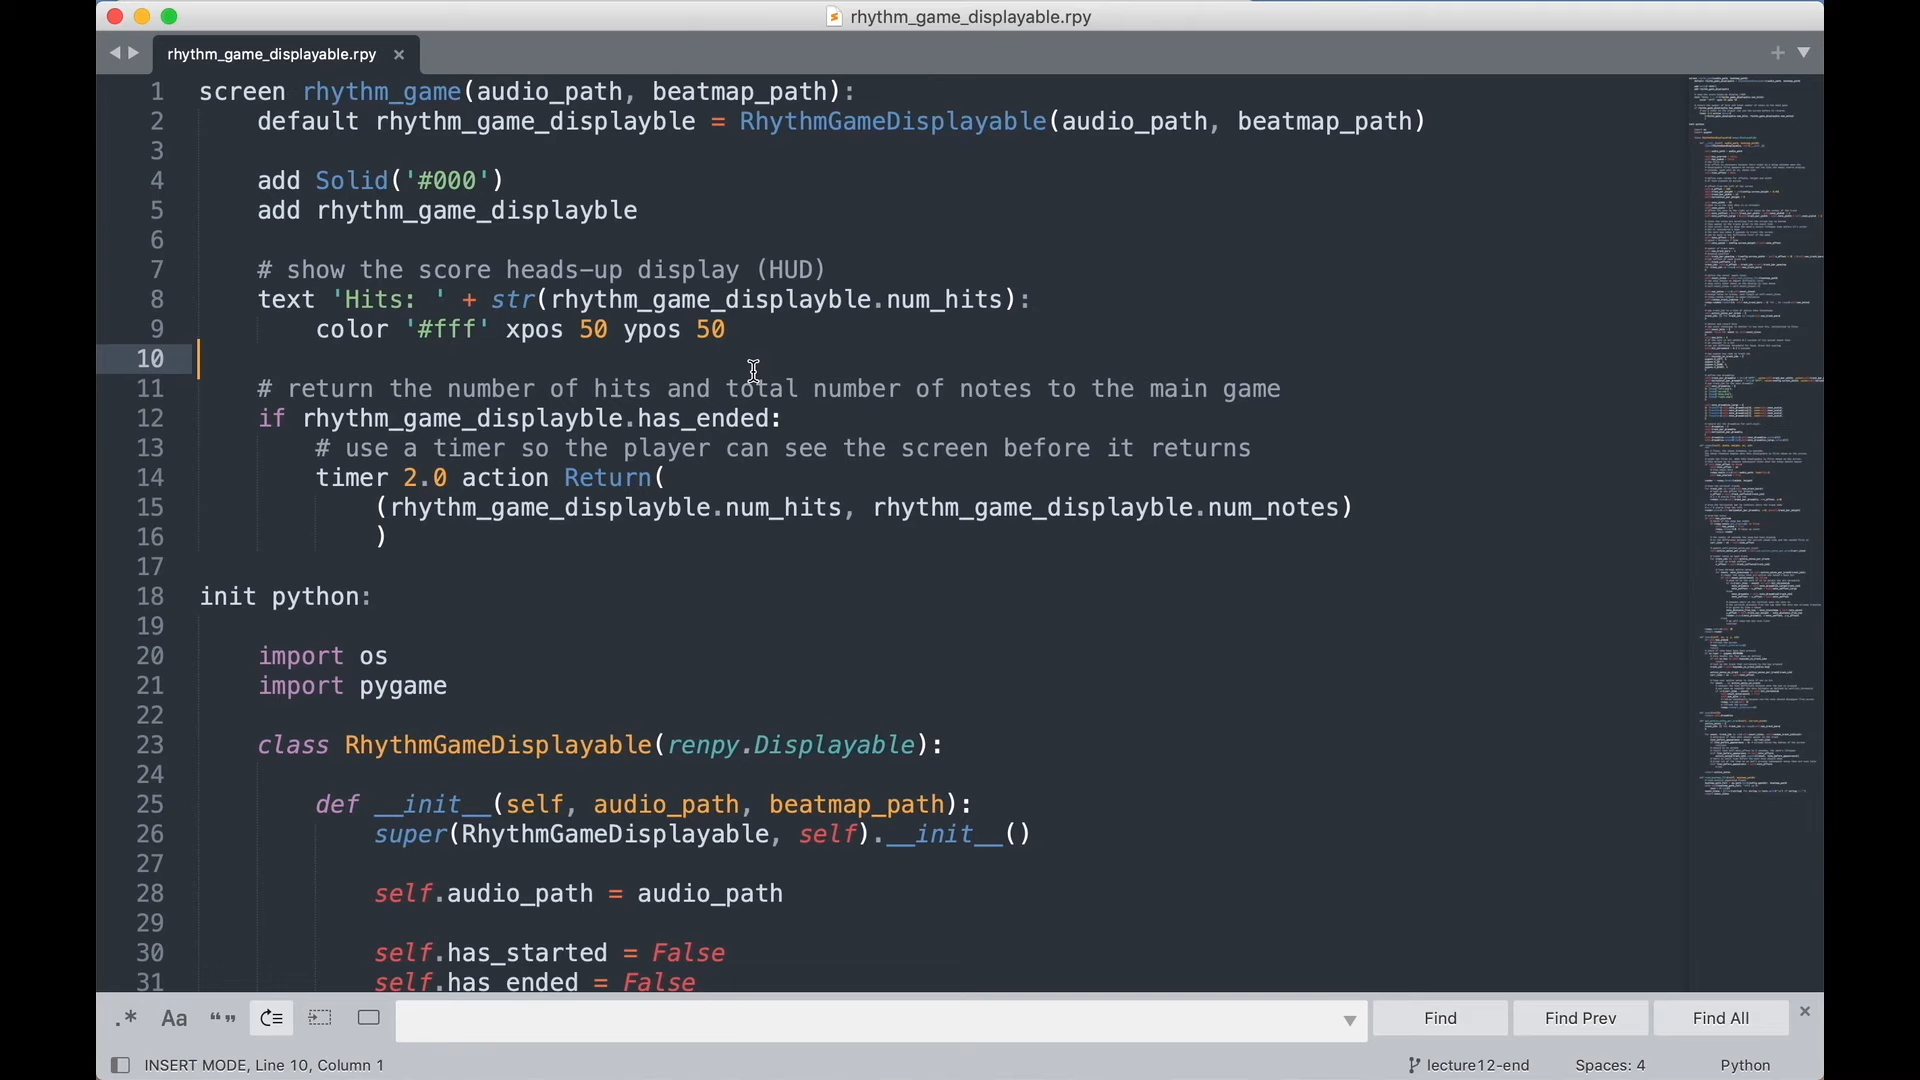 rhythm_game_displayable.rpy
rhythm_game_displayable.rpy ×
1 screen rhythm_game(audio_path, beatmap_path):
2     default rhythm_game_displayble = RhythmGameDisplayable(audio_path, beatmap_path)
3
4     add Solid('#000')
5     add rhythm_game_displayble
6
7     # show the score heads-up display (HUD)
8     text 'Hits: ' + str(rhythm_game_displayble.num_hits):
9         color '#fff' xpos 50 ypos 50
10
11     # return the number of hits and total number of notes to the main game
12     if rhythm_game_displayble.has_ended:
13         # use a timer so the player can see the screen before it returns
14         timer 2.0 action Return(
15             (rhythm_game_displayble.num_hits, rhythm_game_displayble.num_notes)
16             )
17
18 init python:
19
20     import os
21     import pygame
22
23     class RhythmGameDisplayable(renpy.Displayable):
24
25         def __init__(self, audio_path, beatmap_path):
26             super(RhythmGameDisplayable, self).__init__()
27
28             self.audio_path = audio_path
29
30             self.has_started = False
31             self.has_ended = False
.* Aa “” Find Find Prev Find All ×
INSERT MODE, Line 10, Column 1 lecture12-end Spaces: 4 Python